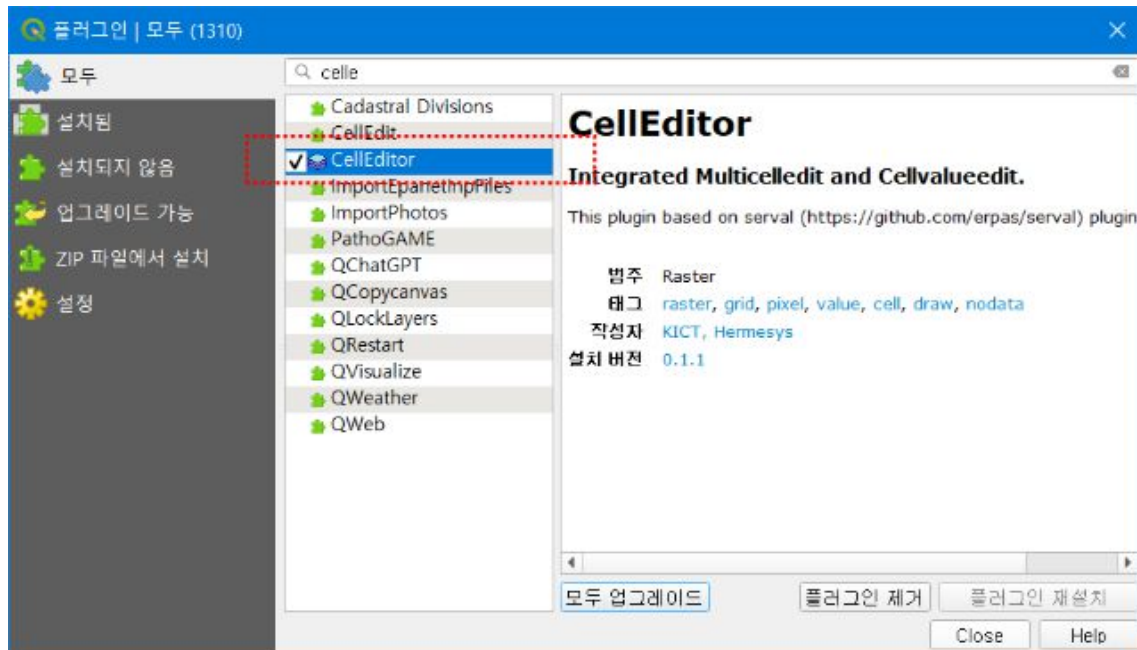 플러그인 | 모두 (1310)
모두
설치됨
설치되지 않음
업그레이드 가능
ZIP 파일에서 설치
설정
celle
Cadastral Divisions
CellEdit
CellEditor
ImportEpanetInpFiles
ImportPhotos
PathoGAME
QChatGPT
QCopycanvas
QLockLayers
QRestart
QVisualize
QWeather
QWeb
CellEditor
Integrated Multicelledit and Cellvalueedit.
This plugin based on serval (https://github.com/erpas/serval) plugin
범주 Raster
태그 raster, grid, pixel, value, cell, draw, nodata
작성자 KICT, Hermesys
설치 버전 0.1.1
모두 업그레이드 플러그인 제거 플러그인 재설치
Close Help